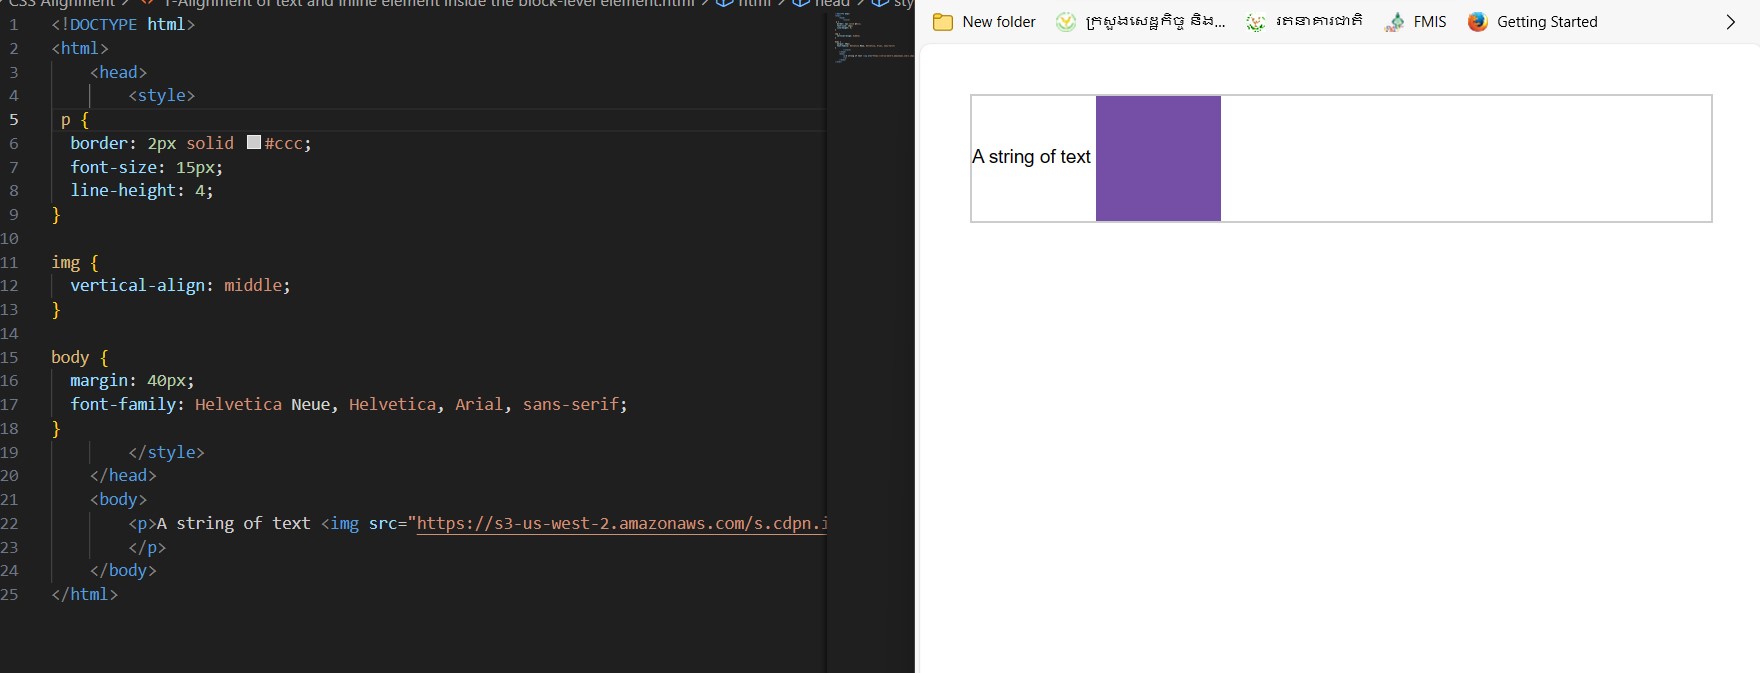 CSS Alignment > 1-Alignment of text and inline element inside the block-level element.html > html > head > sty
1 <!DOCTYPE html>
2 <html>
3 <head>
4 <style>
5 p {
6 border: 2px solid #ccc;
7 font-size: 15px;
8 line-height: 4;
9 }
10
11 img {
12 vertical-align: middle;
13 }
14
15 body {
16 margin: 40px;
17 font-family: Helvetica Neue, Helvetica, Arial, sans-serif;
18 }
19 </style>
20 </head>
21 <body>
22 <p>A string of text <img src="https://s3-us-west-2.amazonaws.com/s.cdpn.i
23 </p>
24 </body>
25 </html>
New folder ក្រសួងសេដ្ឋកិច្ច និង... រតនាគារជាតិ FMIS Getting Started
A string of text